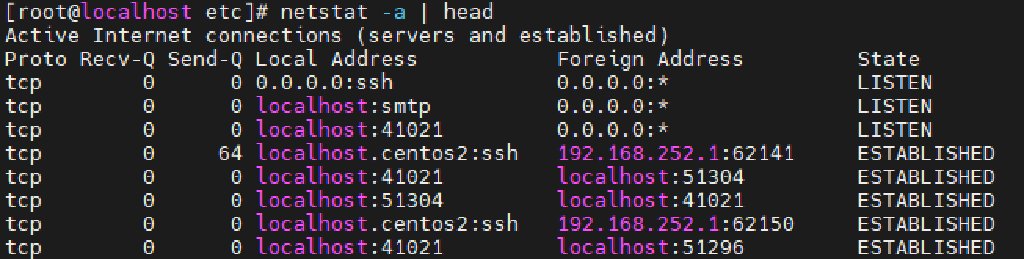 [root@localhost etc]# netstat -a | head
Active Internet connections (servers and established)
Proto Recv-Q Send-Q Local Address           Foreign Address         State
tcp        0      0 0.0.0.0:ssh             0.0.0.0:*               LISTEN
tcp        0      0 localhost:smtp          0.0.0.0:*               LISTEN
tcp        0      0 localhost:41021         0.0.0.0:*               LISTEN
tcp        0     64 localhost.centos2:ssh   192.168.252.1:62141     ESTABLISHED
tcp        0      0 localhost:41021         localhost:51304         ESTABLISHED
tcp        0      0 localhost:51304         localhost:41021         ESTABLISHED
tcp        0      0 localhost.centos2:ssh   192.168.252.1:62150     ESTABLISHED
tcp        0      0 localhost:41021         localhost:51296         ESTABLISHED